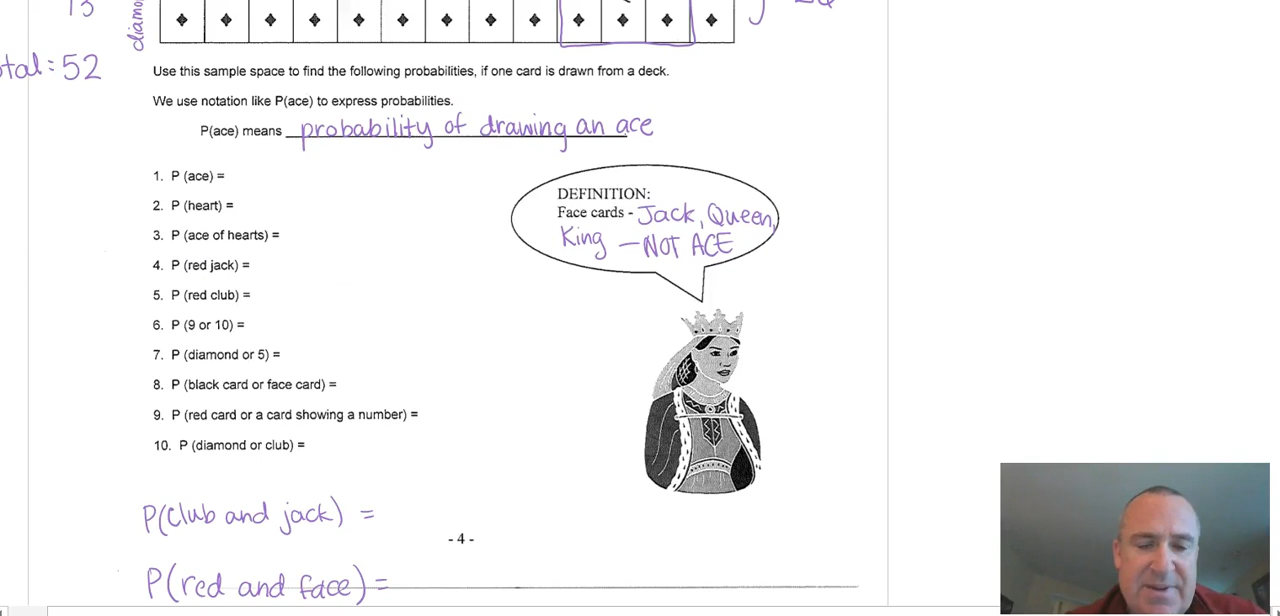 13
diamo
otal: 52
Use this sample space to find the following probabilities, if one card is drawn from a deck.
We use notation like P(ace) to express probabilities.
P(ace) means probability of drawing an ace
1. P (ace) =
2. P (heart) =
3. P (ace of hearts) =
4. P (red jack) =
5. P (red club) =
6. P (9 or 10) =
7. P (diamond or 5) =
8. P (black card or face card) =
9. P (red card or a card showing a number) =
10. P (diamond or club) =
DEFINITION:
Face cards - Jack, Queen,
King - NOT ACE
P(club and jack) =
- 4 -
P(red and face) =